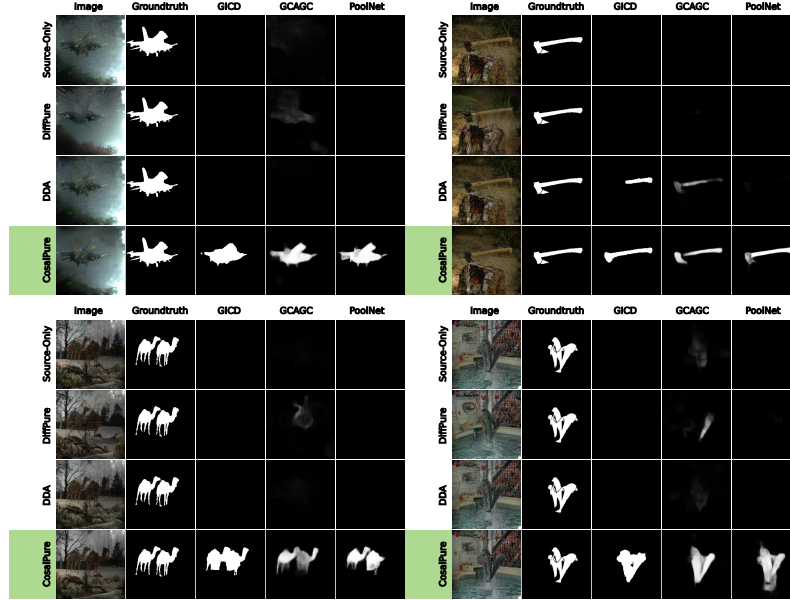 Image Groundtruth GICD GCAGC PoolNet
Source-Only
DiffPure
DDA
CosalPure
Image Groundtruth GICD GCAGC PoolNet
Source-Only
DiffPure
DDA
CosalPure
Image Groundtruth GICD GCAGC PoolNet
Source-Only
DiffPure
DDA
CosalPure
Image Groundtruth GICD GCAGC PoolNet
Source-Only
DiffPure
DDA
CosalPure